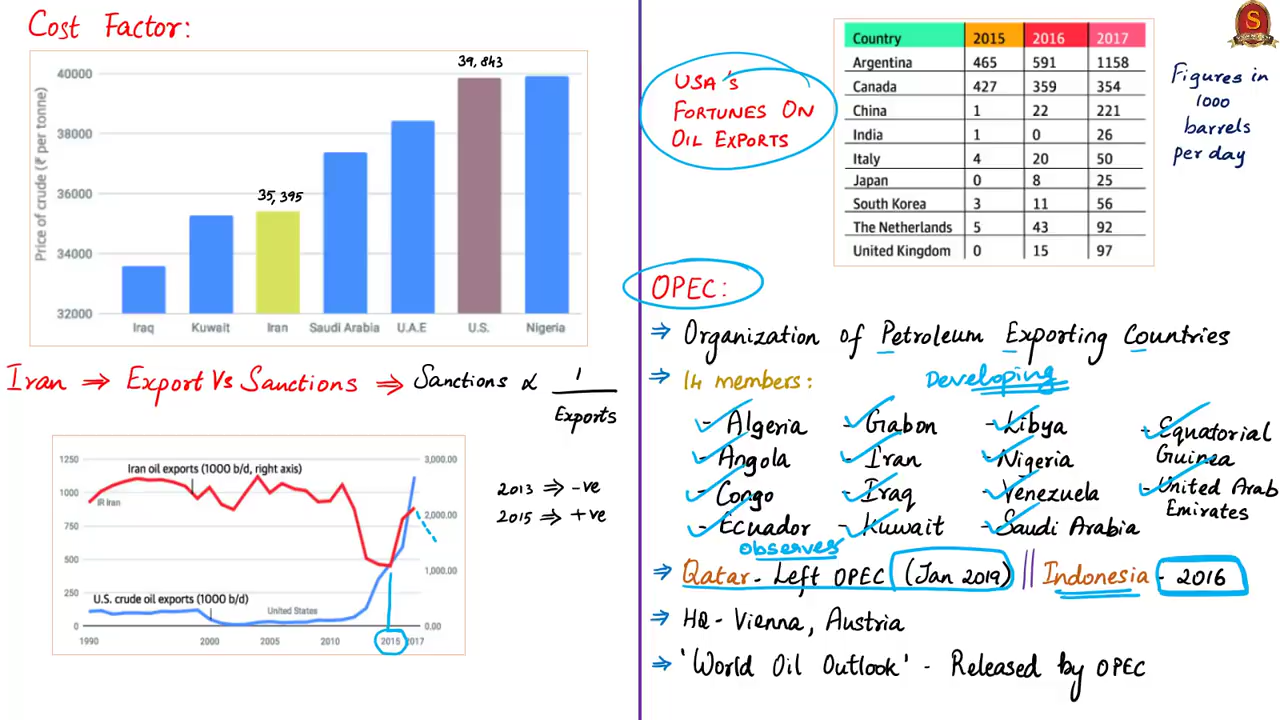 Cost Factor:
39,843
35,395
Price of crude (₹ per tonne)
40000
38000
36000
34000
32000
Iraq Kuwait Iran Saudi Arabia U.A.E U.S. Nigeria
Iran ⇒ Export Vs Sanctions ⇒ Sanctions ∝ 1 / Exports
1250 3,000.00
Iran oil exports (1000 b/d, right axis)
1000
IR Iran
750 2,000.00
500
1,000.00
250
U.S. crude oil exports (1000 b/d)
United States
0 0.00
1990 2000 2005 2010 2015 2017
2013 ⇒ -ve
2015 ⇒ +ve
USA's
Fortunes On
Oil Exports
Country 2015 2016 2017
Argentina 465 591 1158
Canada 427 359 354
China 1 22 221
India 1 0 26
Italy 4 20 50
Japan 0 8 25
South Korea 3 11 56
The Netherlands 5 43 92
United Kingdom 0 15 97
Figures in
1000
barrels
per day
S
OPEC:
⇒ Organization of Petroleum Exporting Countries
⇒ 14 members: Developing
- Algeria - Gabon - Libya - Equatorial Guinea
- Angola - Iran - Nigeria - United Arab Emirates
- Congo - Iraq - Venezuela
- Ecuador - Kuwait - Saudi Arabia
observes
⇒ Qatar - Left OPEC (Jan 2019) || Indonesia - 2016
⇒ HQ - Vienna, Austria
⇒ 'World Oil Outlook' - Released by OPEC